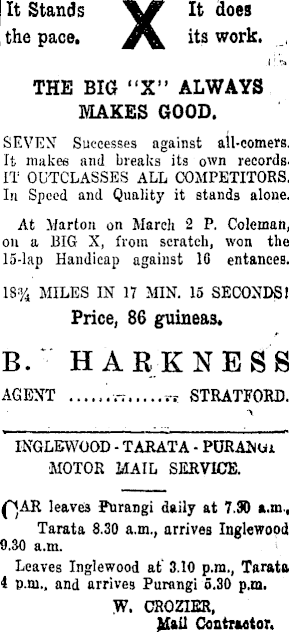 It Stands
the pace.
X
It does
its work.
THE BIG "X" ALWAYS
MAKES GOOD.
SEVEN Successes against all-comers.
It makes and breaks its own records.
IT OUTCLASSES ALL COMPETITORS.
In Speed and Quality it stands alone.
At Marton on March 2 P. Coleman,
on a BIG X, from scratch, won the
15-lap Handicap against 16 entances.
18¾ MILES IN 17 MIN. 15 SECONDS!
Price, 86 guineas.
B. HARKNESS
AGENT ................ STRATFORD.
INGLEWOOD - TARATA - PURANGI
MOTOR MAIL SERVICE.
CAR leaves Purangi daily at 7.30 a.m.,
Tarata 8.30 a.m., arrives Inglewood
9.30 a.m.
Leaves Inglewood at 3.10 p.m., Tarata
4 p.m., and arrives Purangi 5.30 p.m.
W. CROZIER,
Mail Contractor.